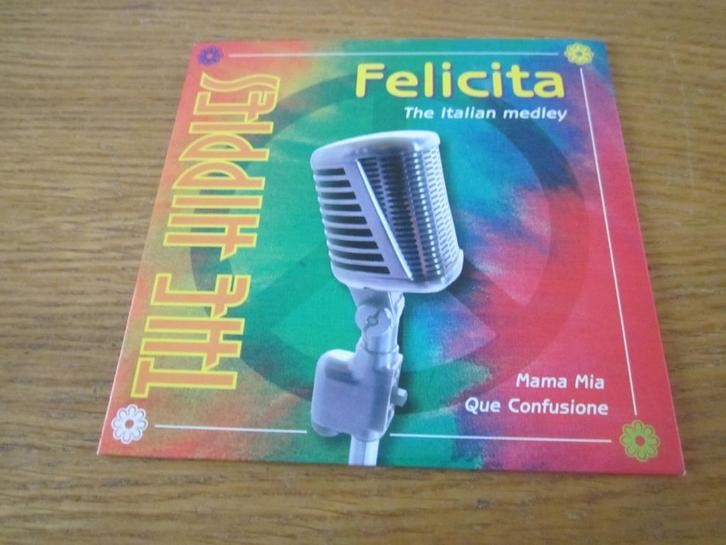 THE HIPPIES
Felicita
The Italian medley
Mama Mia
Que Confusione